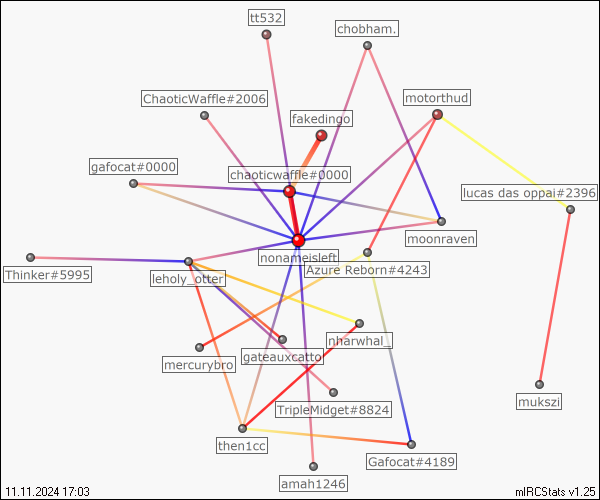 tt532
chobham.
ChaoticWaffle#2006
motorthud
fakedingo
gafocat#0000
chaoticwaffle#0000
lucas das oppai#2396
moonraven
nonameisleft
Azure Reborn#4243
Thinker#5995
leholy_otter
nharwhal_
gateauxcatto
mercurybro
mukszi
TripleMidget#8824
then1cc
Gafocat#4189
amah1246
11.11.2024 17:03
mIRCStats v1.25